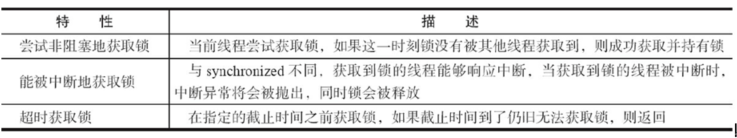 特 性 描 述
尝试非阻塞地获取锁 当前线程尝试获取锁，如果这一时刻锁没有被其他线程获取到，则成功获取并持有锁
能被中断地获取锁 与 synchronized 不同，获取到锁的线程能够响应中断，当获取到锁的线程被中断时，
中断异常将会被抛出，同时锁会被释放
超时获取锁 在指定的截止时间之前获取锁，如果截止时间到了仍旧无法获取锁，则返回
!